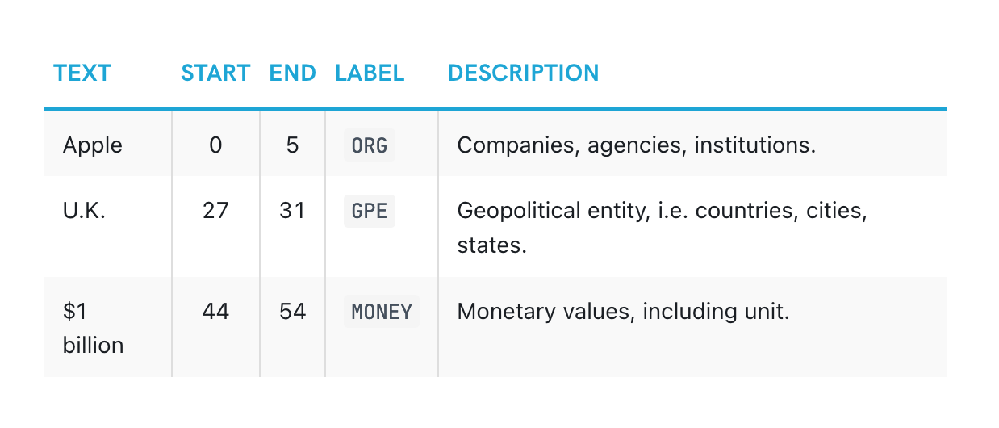 TEXT START END LABEL DESCRIPTION
Apple 0 5 ORG Companies, agencies, institutions.
U.K. 27 31 GPE Geopolitical entity, i.e. countries, cities,
states.
$1 44 54 MONEY Monetary values, including unit.
billion